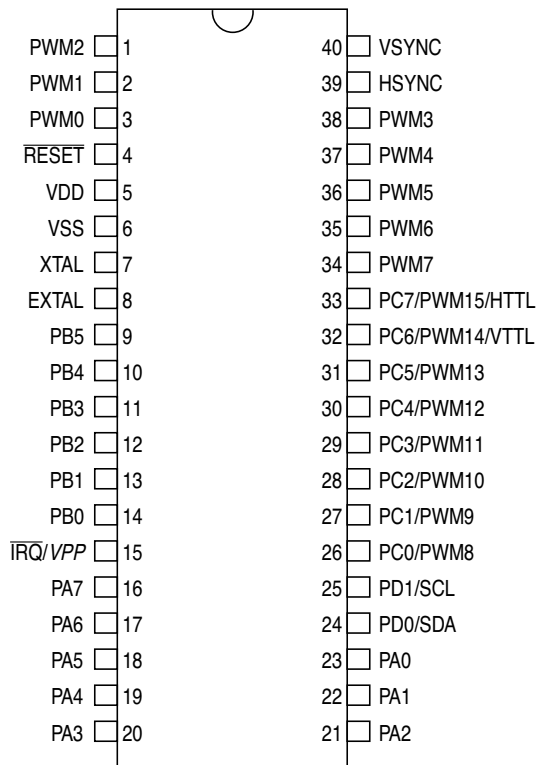 PWM2 1 40 VSYNC
PWM1 2 39 HSYNC
PWM0 3 38 PWM3
RESET 4 37 PWM4
VDD 5 36 PWM5
VSS 6 35 PWM6
XTAL 7 34 PWM7
EXTAL 8 33 PC7/PWM15/HTTL
PB5 9 32 PC6/PWM14/VTTL
PB4 10 31 PC5/PWM13
PB3 11 30 PC4/PWM12
PB2 12 29 PC3/PWM11
PB1 13 28 PC2/PWM10
PB0 14 27 PC1/PWM9
IRQ/VPP 15 26 PC0/PWM8
PA7 16 25 PD1/SCL
PA6 17 24 PD0/SDA
PA5 18 23 PA0
PA4 19 22 PA1
PA3 20 21 PA2